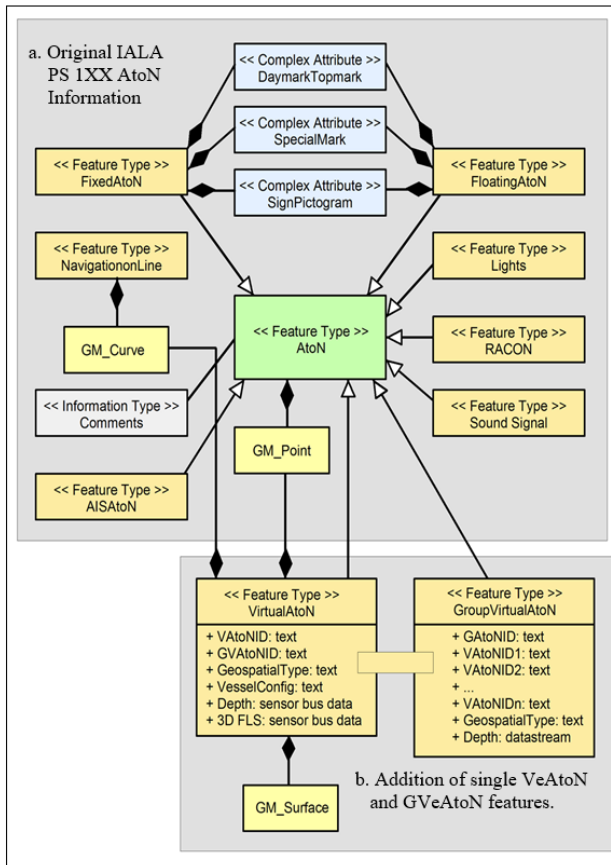 a. Original IALA
PS 1XX AtoN
Information
<< Complex Attribute >>
DaymarkTopmark
<< Complex Attribute >>
SpecialMark
<< Feature Type >>
FixedAtoN
<< Complex Attribute >>
SignPictogram
<< Feature Type >>
FloatingAtoN
<< Feature Type >>
NavigationonLine
<< Feature Type >>
Lights
GM_Curve
<< Feature Type >>
AtoN
<< Feature Type >>
RACON
<< Information Type >>
Comments
<< Feature Type >>
Sound Signal
GM_Point
<< Feature Type >>
AISAtoN
<< Feature Type >>
VirtualAtoN
+ VAtoNID: text
+ GVAtoNID: text
+ GeospatialType: text
+ VesselConfig: text
+ Depth: sensor bus data
+ 3D FLS: sensor bus data
<< Feature Type >>
GroupVirtualAtoN
+ GAtoNID: text
+ VAtoNID1: text
+ VAtoNID2: text
+ ...
+ VAtoNIDn: text
+ GeospatialType: text
+ Depth: datastream
GM_Surface
b. Addition of single VeAtoN
and GVeAtoN features.